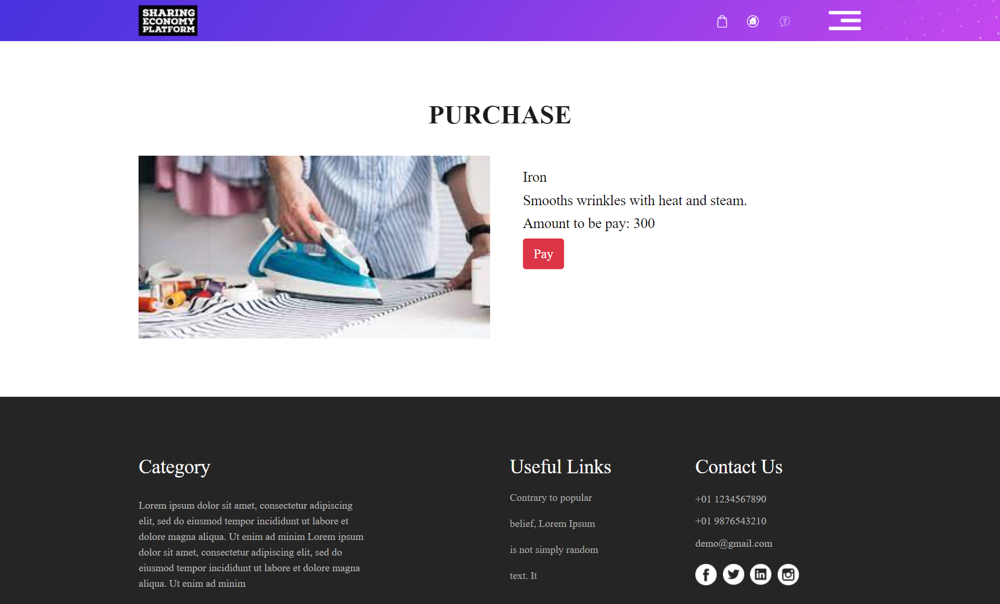 SHARING
ECONOMY
PLATFORM
PURCHASE
Iron
Smooths wrinkles with heat and steam.
Amount to be pay: 300
Pay
Category
Lorem ipsum dolor sit amet, consectetur adipiscing
elit, sed do eiusmod tempor incididunt ut labore et
dolore magna aliqua. Ut enim ad minim Lorem ipsum
dolor sit amet, consectetur adipiscing elit, sed do
eiusmod tempor incididunt ut labore et dolore magna
aliqua. Ut enim ad minim
Useful Links
Contrary to popular
belief, Lorem Ipsum
is not simply random
text. It
Contact Us
+01 1234567890
+01 9876543210
demo@gmail.com